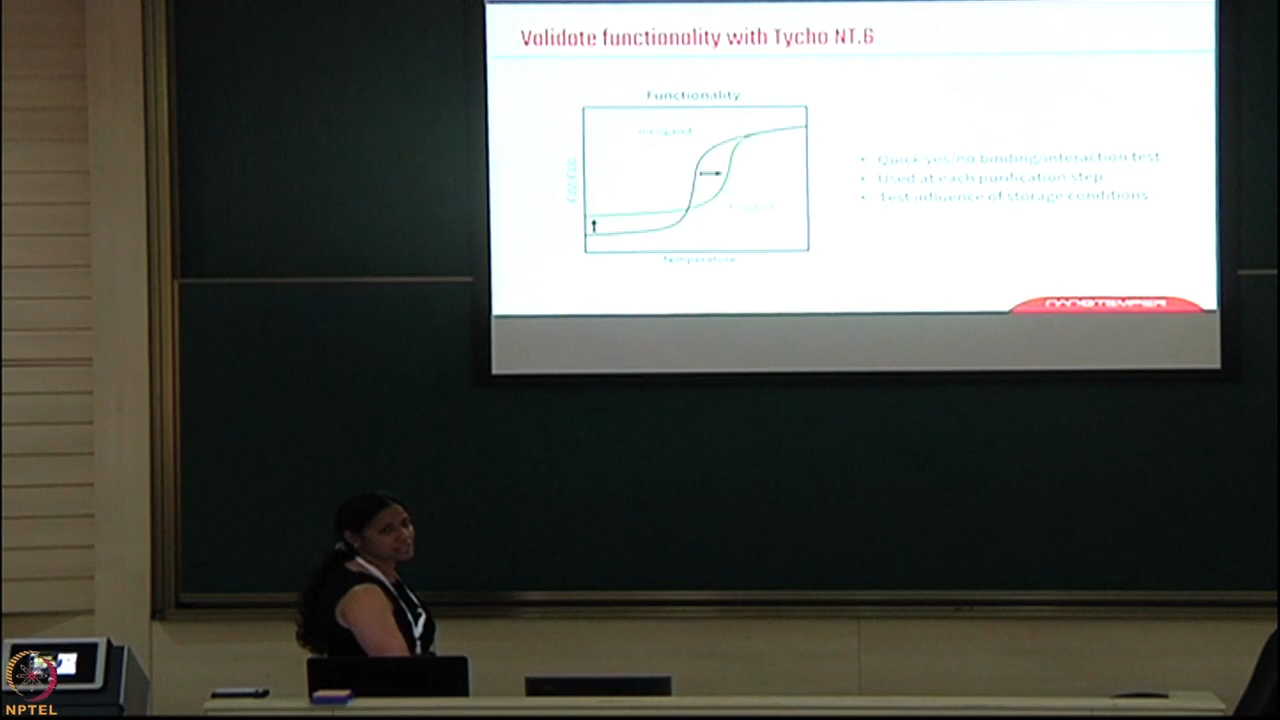 Validate functionality with Tycho NT.6
Functionality
Temperature
• Quick yes/no binding/interaction test
• Used at each purification step
• Test influence of storage conditions
NANOTEMPER
NPTEL